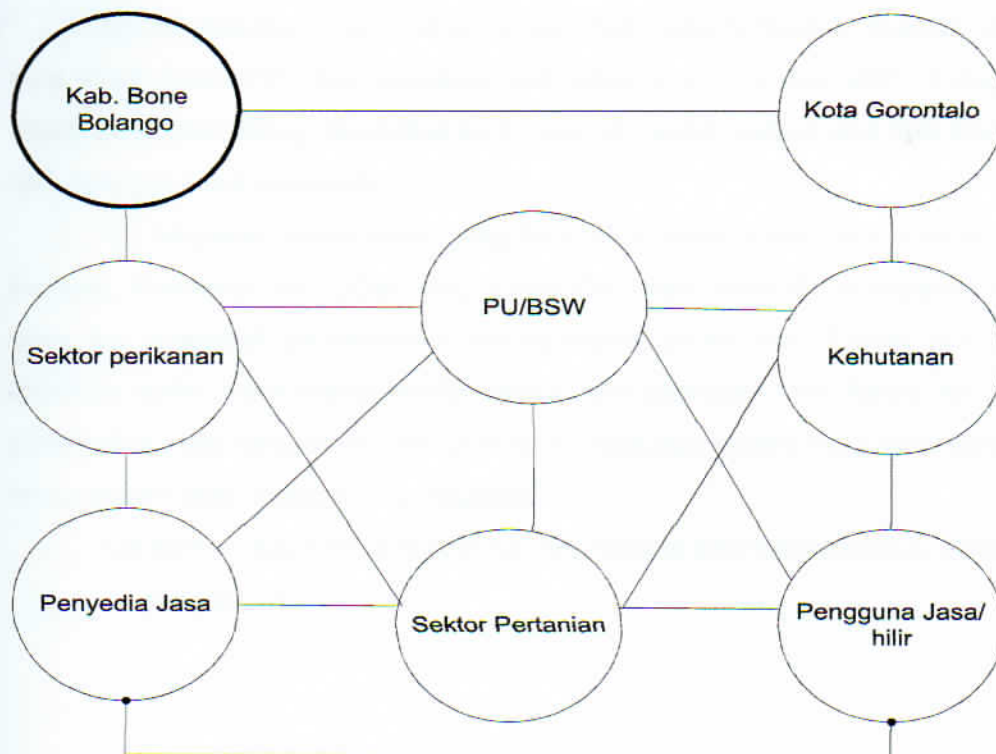 Kab. Bone
Bolango
Kota Gorontalo
PU/BSW
Sektor perikanan
Kehutanan
Penyedia Jasa
Sektor Pertanian
Pengguna Jasa/
hilir